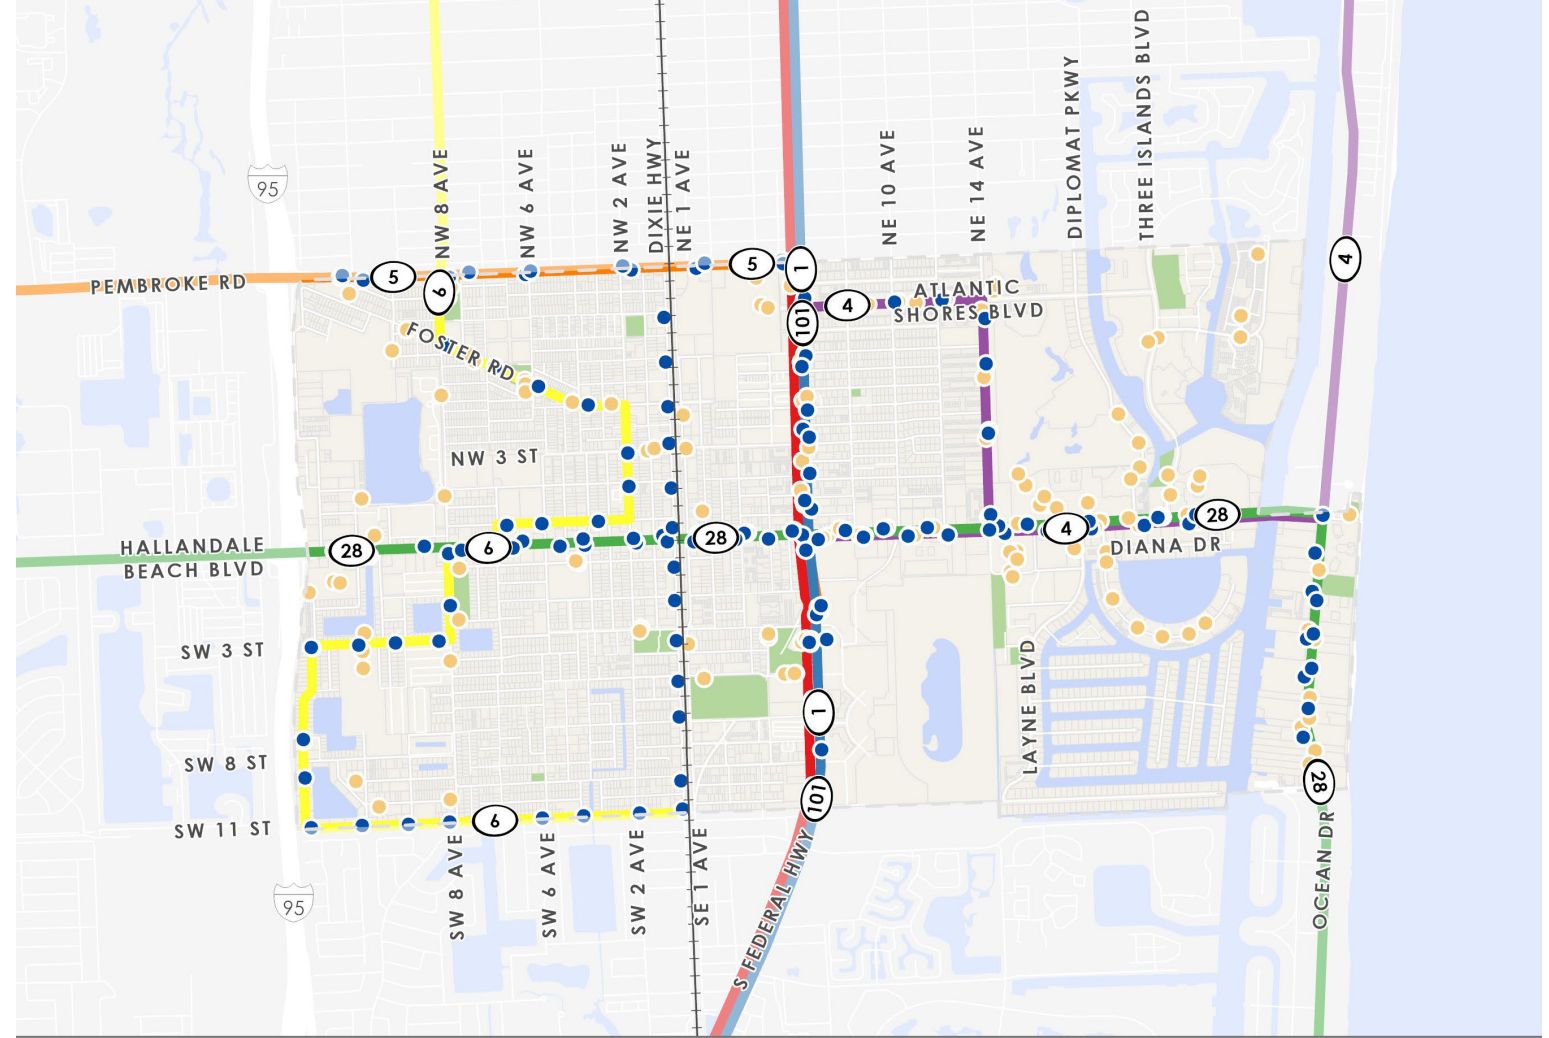 NW 8 AVE
NW 6 AVE
NW 2 AVE
DIXIE HWY
NE 1 AVE
NE 10 AVE
NE 14 AVE
DIPLOMAT PKWY
THREE ISLANDS BLVD
95
PEMBROKE RD
5
6
5
1
4
101
4
ATLANTIC
SHORES BLVD
FOSTER RD
NW 3 ST
HALLANDALE
BEACH BLVD
28
6
28
4
28
DIANA DR
SW 3 ST
LAYNE BLVD
1
SW 8 ST
28
101
SW 11 ST
6
OCEAN DR
SW 8 AVE
SW 6 AVE
SW 2 AVE
SE 1 AVE
S FEDERAL HWY
95